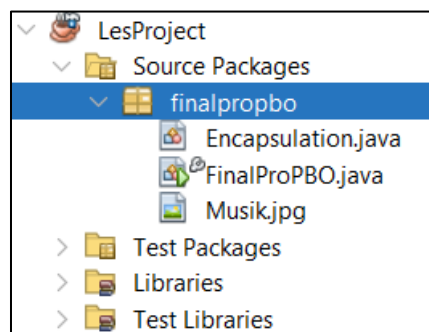 LesProject
Source Packages
finalpropbo
Encapsulation.java
FinalProPBO.java
Musik.jpg
Test Packages
Libraries
Test Libraries